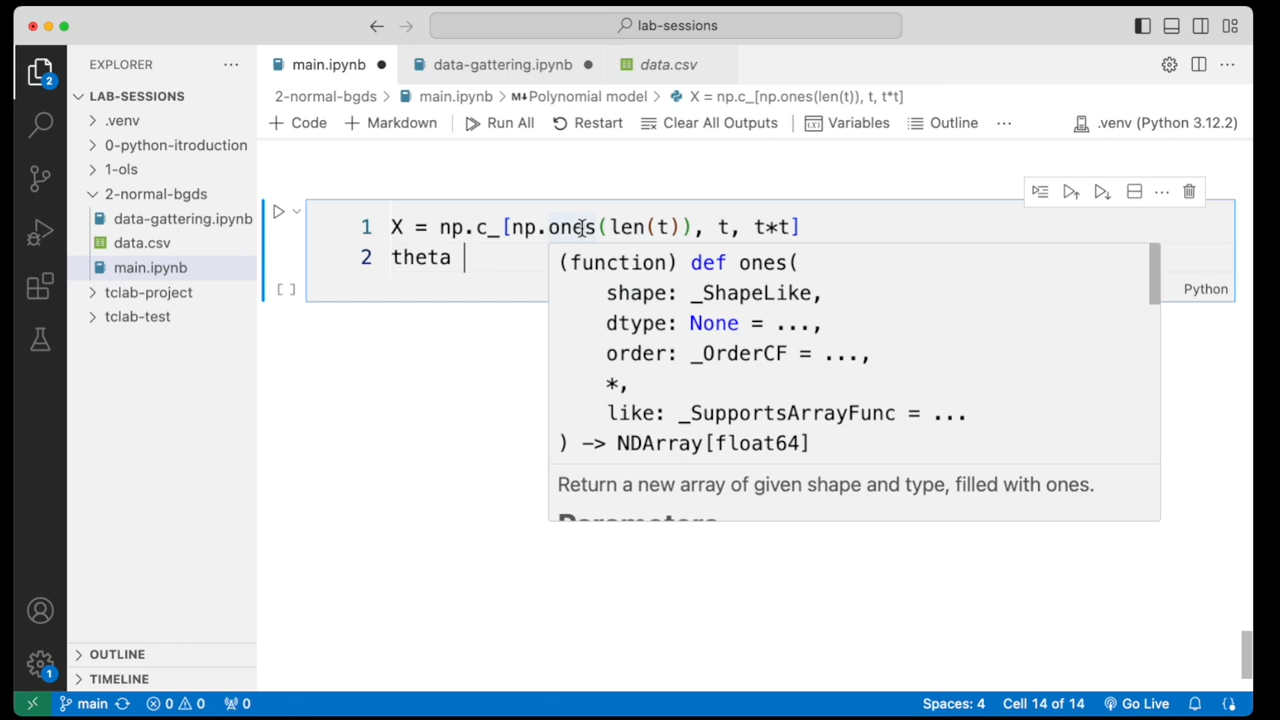 lab-sessions
EXPLORER
main.ipynb
data-gattering.ipynb
data.csv
2
LAB-SESSIONS
2-normal-bgds > main.ipynb > M↓Polynomial model > X = np.c_[np.ones(len(t)), t, t*t]
.venv
Code
Markdown
Run All
Restart
Clear All Outputs
Variables
Outline
.venv (Python 3.12.2)
0-python-itroduction
1-ols
2-normal-bgds
data-gattering.ipynb
data.csv
main.ipynb
tclab-project
tclab-test
1 X = np.c_[np.ones(len(t)), t, t*t]
2 theta
[ ]
Python
(function) def ones(
shape: _ShapeLike,
dtype: None = ...,
order: _OrderCF = ...,
*,
like: _SupportsArrayFunc = ...
) -> NDArray[float64]
Return a new array of given shape and type, filled with ones.
Parameters
OUTLINE
TIMELINE
1
main
0
0
0
Spaces: 4
Cell 14 of 14
Go Live